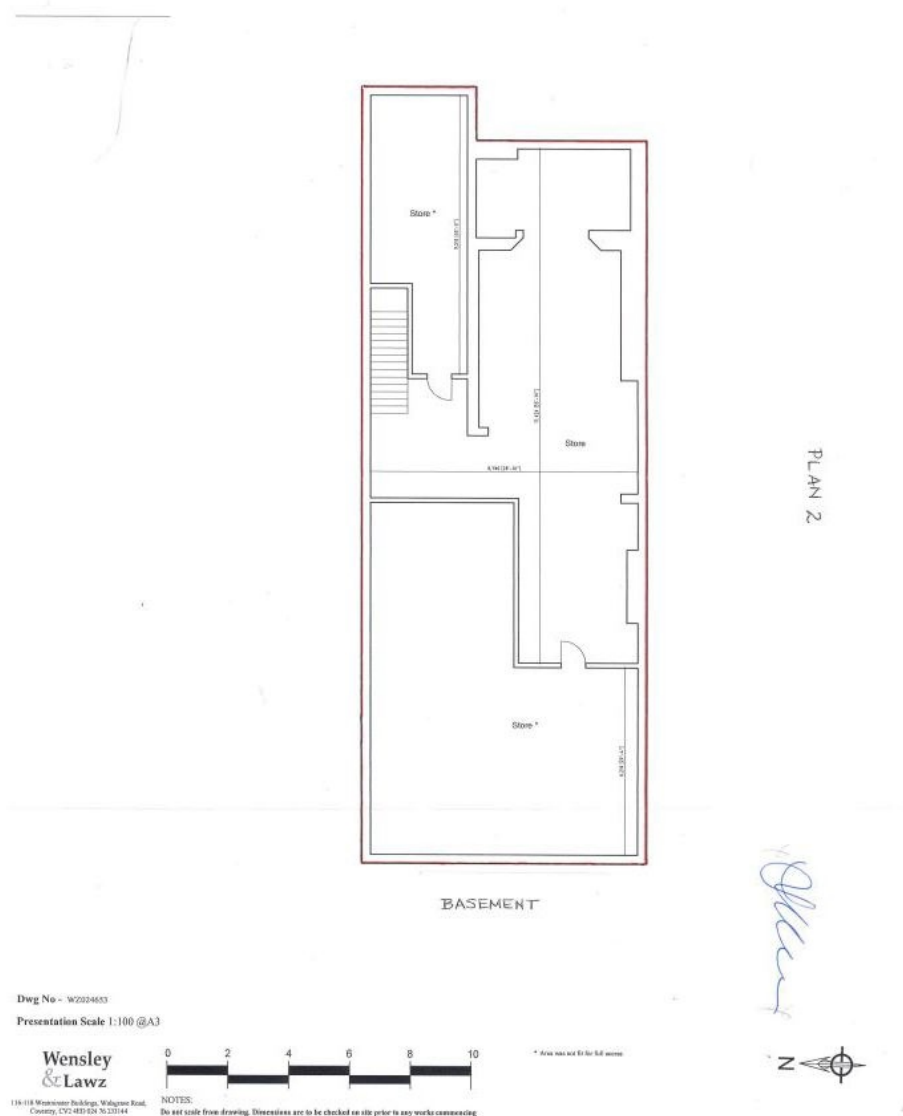 Store *
Store
PLAN 2
Store *
BASEMENT
Dwg No - WZ024653
Presentation Scale 1:100 @A3
Wensley
& Lawz
0 2 4 6 8 10
* Area was not fit for full access
N
NOTES:
Do not scale from drawing. Dimensions are to be checked on site prior to any works commencing